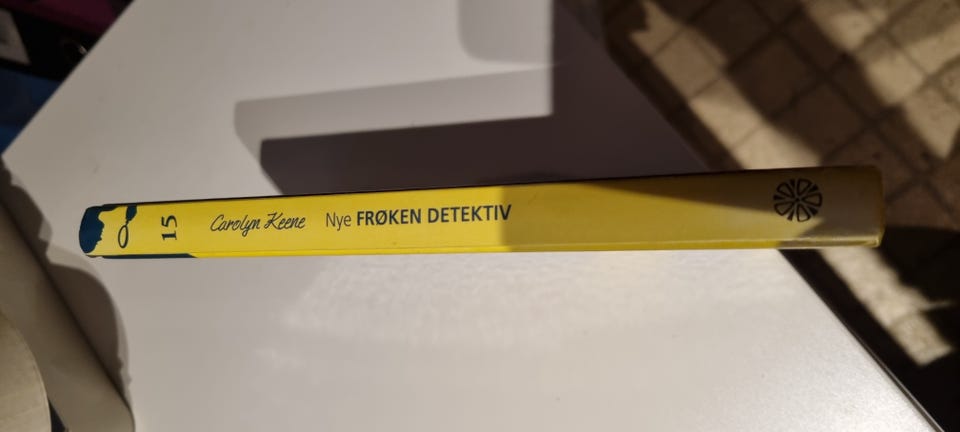 15
Carolyn Keene
Nye FRØKEN DETEKTIV